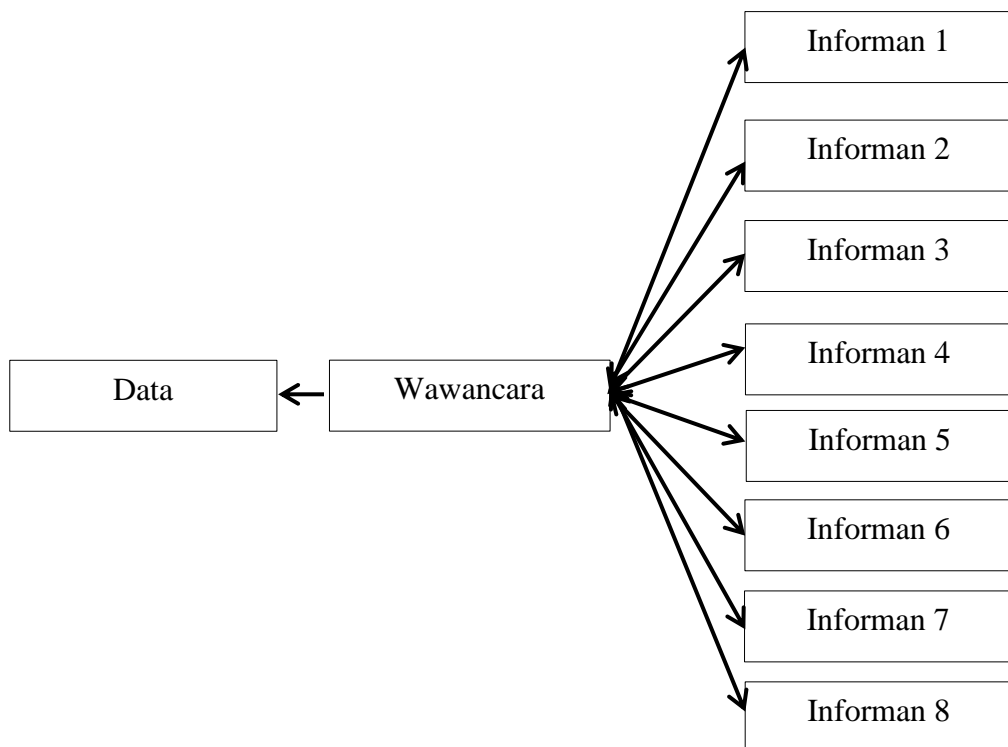 Informan 1
Informan 2
Informan 3
Informan 4
Data
Wawancara
Informan 5
Informan 6
Informan 7
Informan 8